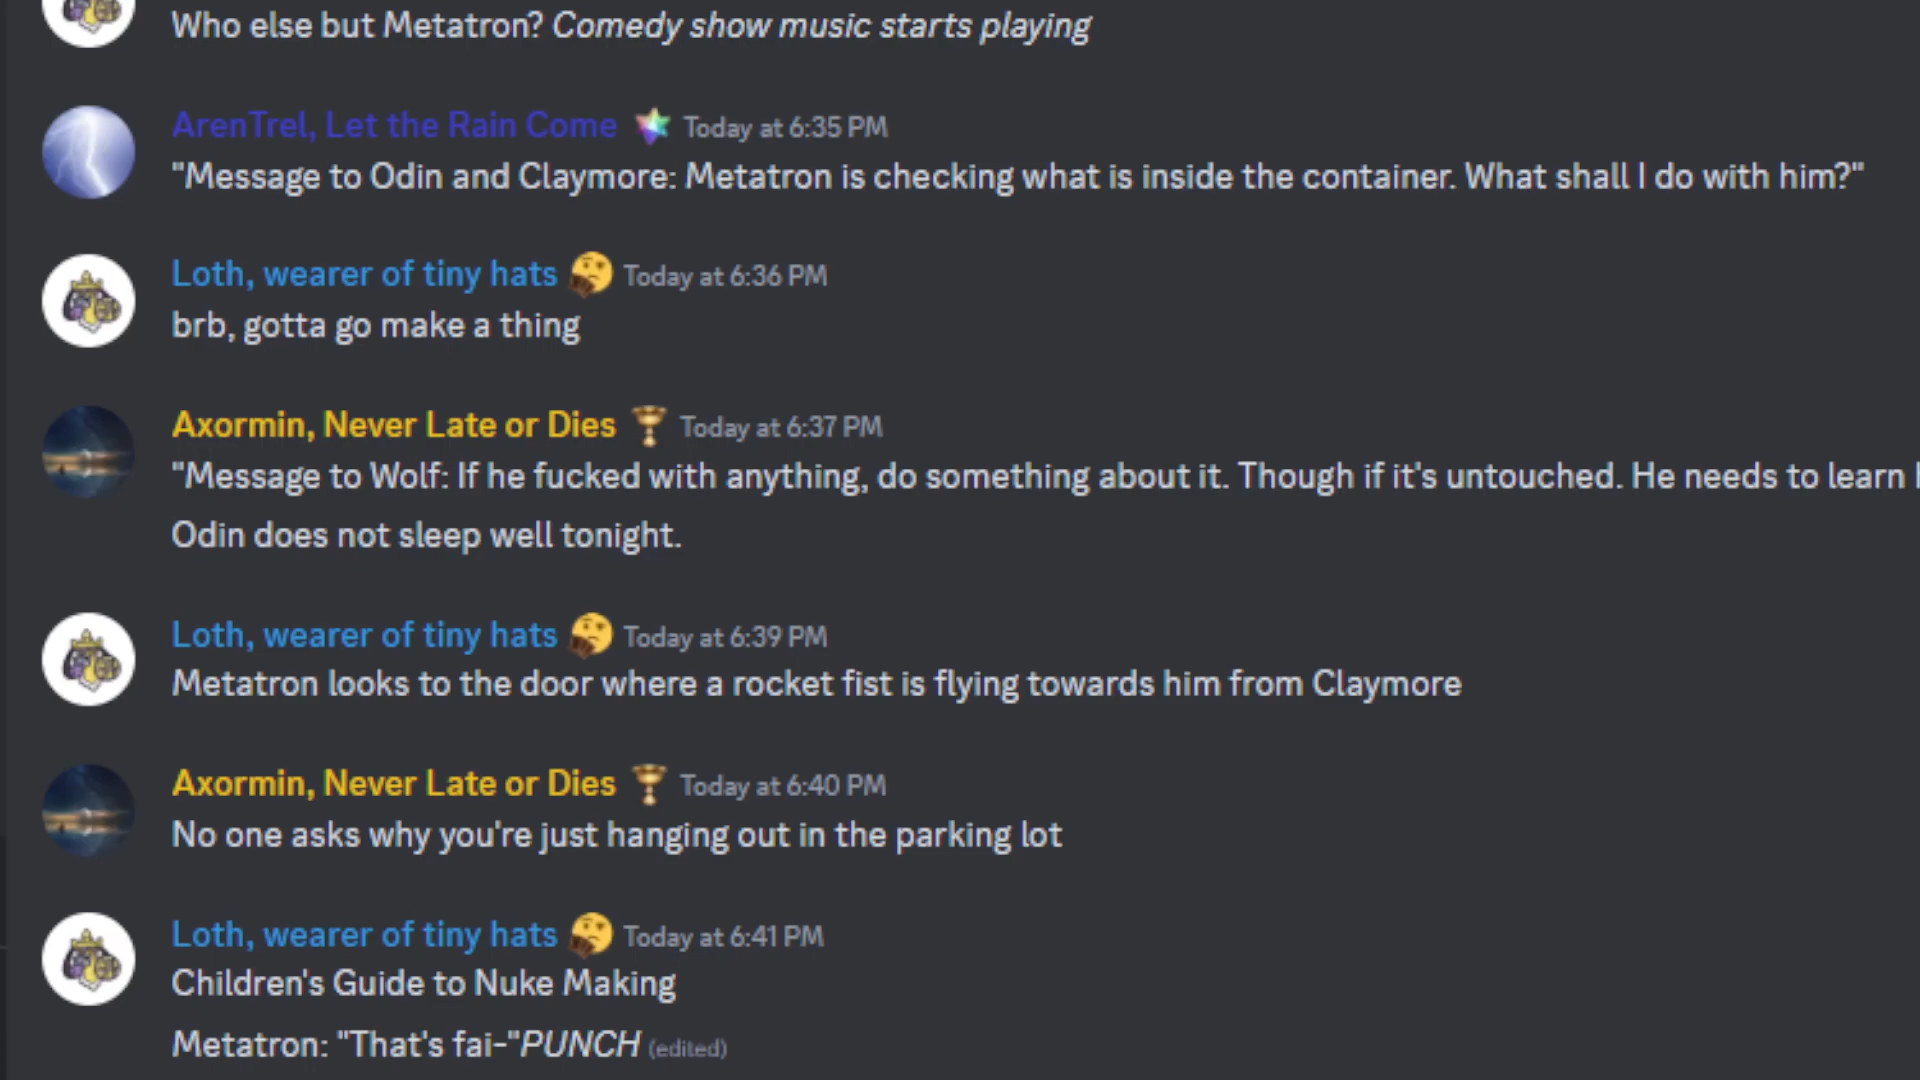 Who else but Metatron? Comedy show music starts playing
ArenTrel, Let the Rain Come Today at 6:35 PM
"Message to Odin and Claymore: Metatron is checking what is inside the container. What shall I do with him?"
Loth, wearer of tiny hats Today at 6:36 PM
brb, gotta go make a thing
Axormin, Never Late or Dies Today at 6:37 PM
"Message to Wolf: If he fucked with anything, do something about it. Though if it's untouched. He needs to learn
Odin does not sleep well tonight.
Loth, wearer of tiny hats Today at 6:39 PM
Metatron looks to the door where a rocket fist is flying towards him from Claymore
Axormin, Never Late or Dies Today at 6:40 PM
No one asks why you're just hanging out in the parking lot
Loth, wearer of tiny hats Today at 6:41 PM
Children's Guide to Nuke Making
Metatron: "That's fai-"PUNCH (edited)